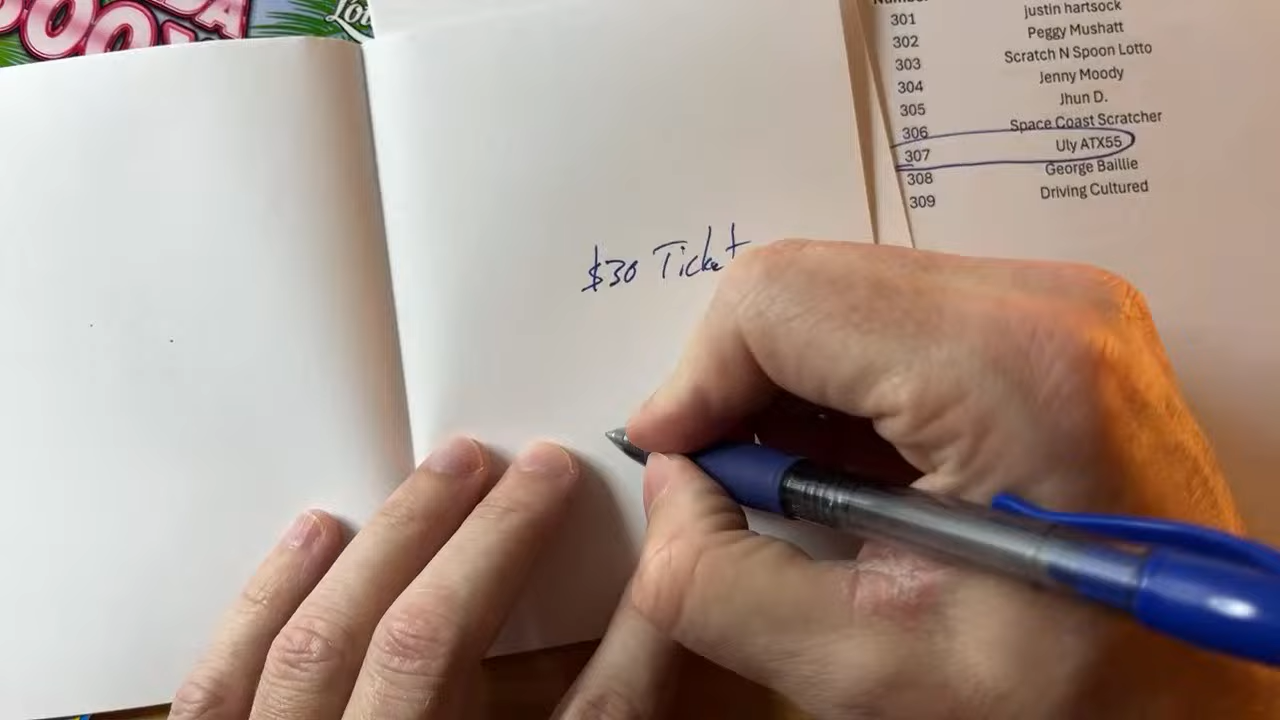 301 justin hartsock
302 Peggy Mushatt
303 Scratch N Spoon Lotto
304 Jenny Moody
305 Jhun D.
306 Space Coast Scratcher
307 Uly ATX55
308 George Baillie
309 Driving Cultured
$30 Ticket